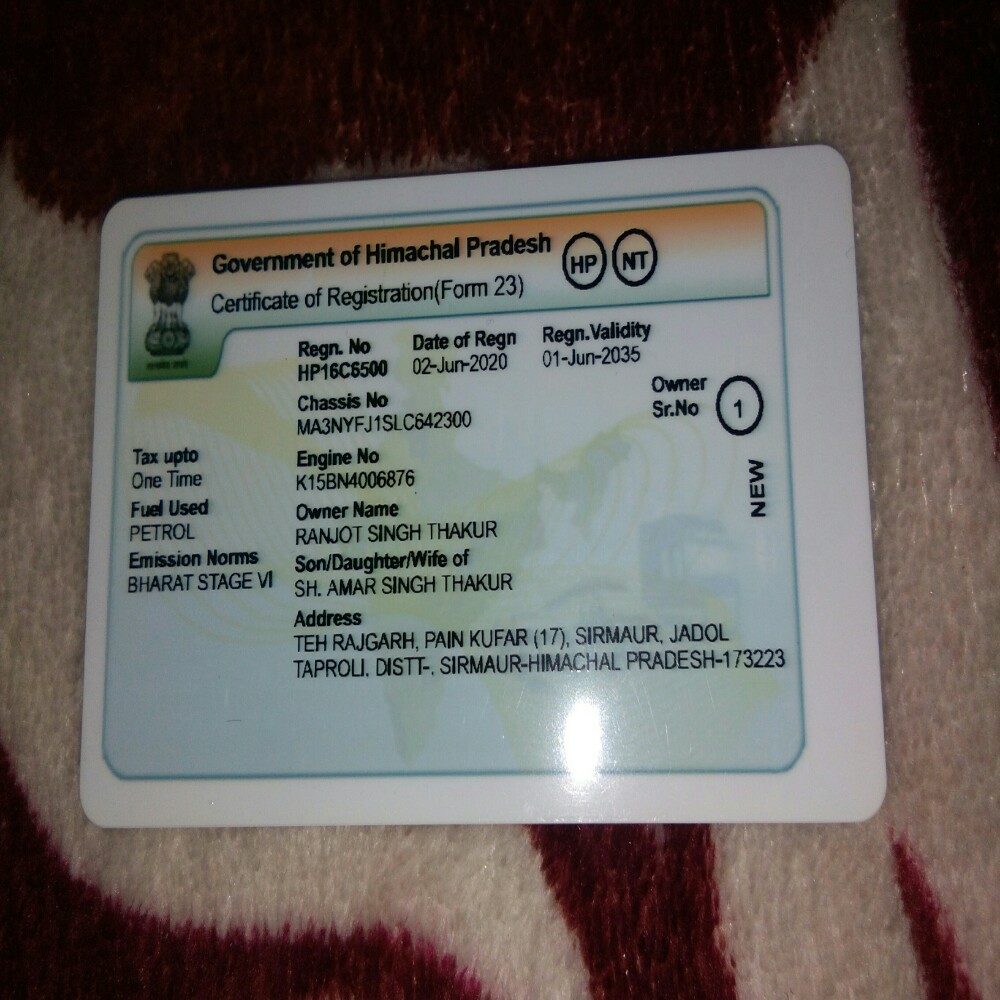 Government of Himachal Pradesh
HP NT
Certificate of Registration(Form 23)
Regn. No Date of Regn Regn.Validity
HP16C6500 02-Jun-2020 01-Jun-2035
Chassis No
MA3NYFJ1SLC642300
Owner
Sr.No 1
Tax upto Engine No
One Time K15BN4006876
NEW
Fuel Used Owner Name
PETROL RANJOT SINGH THAKUR
Emission Norms Son/Daughter/Wife of
BHARAT STAGE VI SH. AMAR SINGH THAKUR
Address
TEH RAJGARH, PAIN KUFAR (17), SIRMAUR, JADOL
TAPROLI, DISTT-, SIRMAUR-HIMACHAL PRADESH-173223